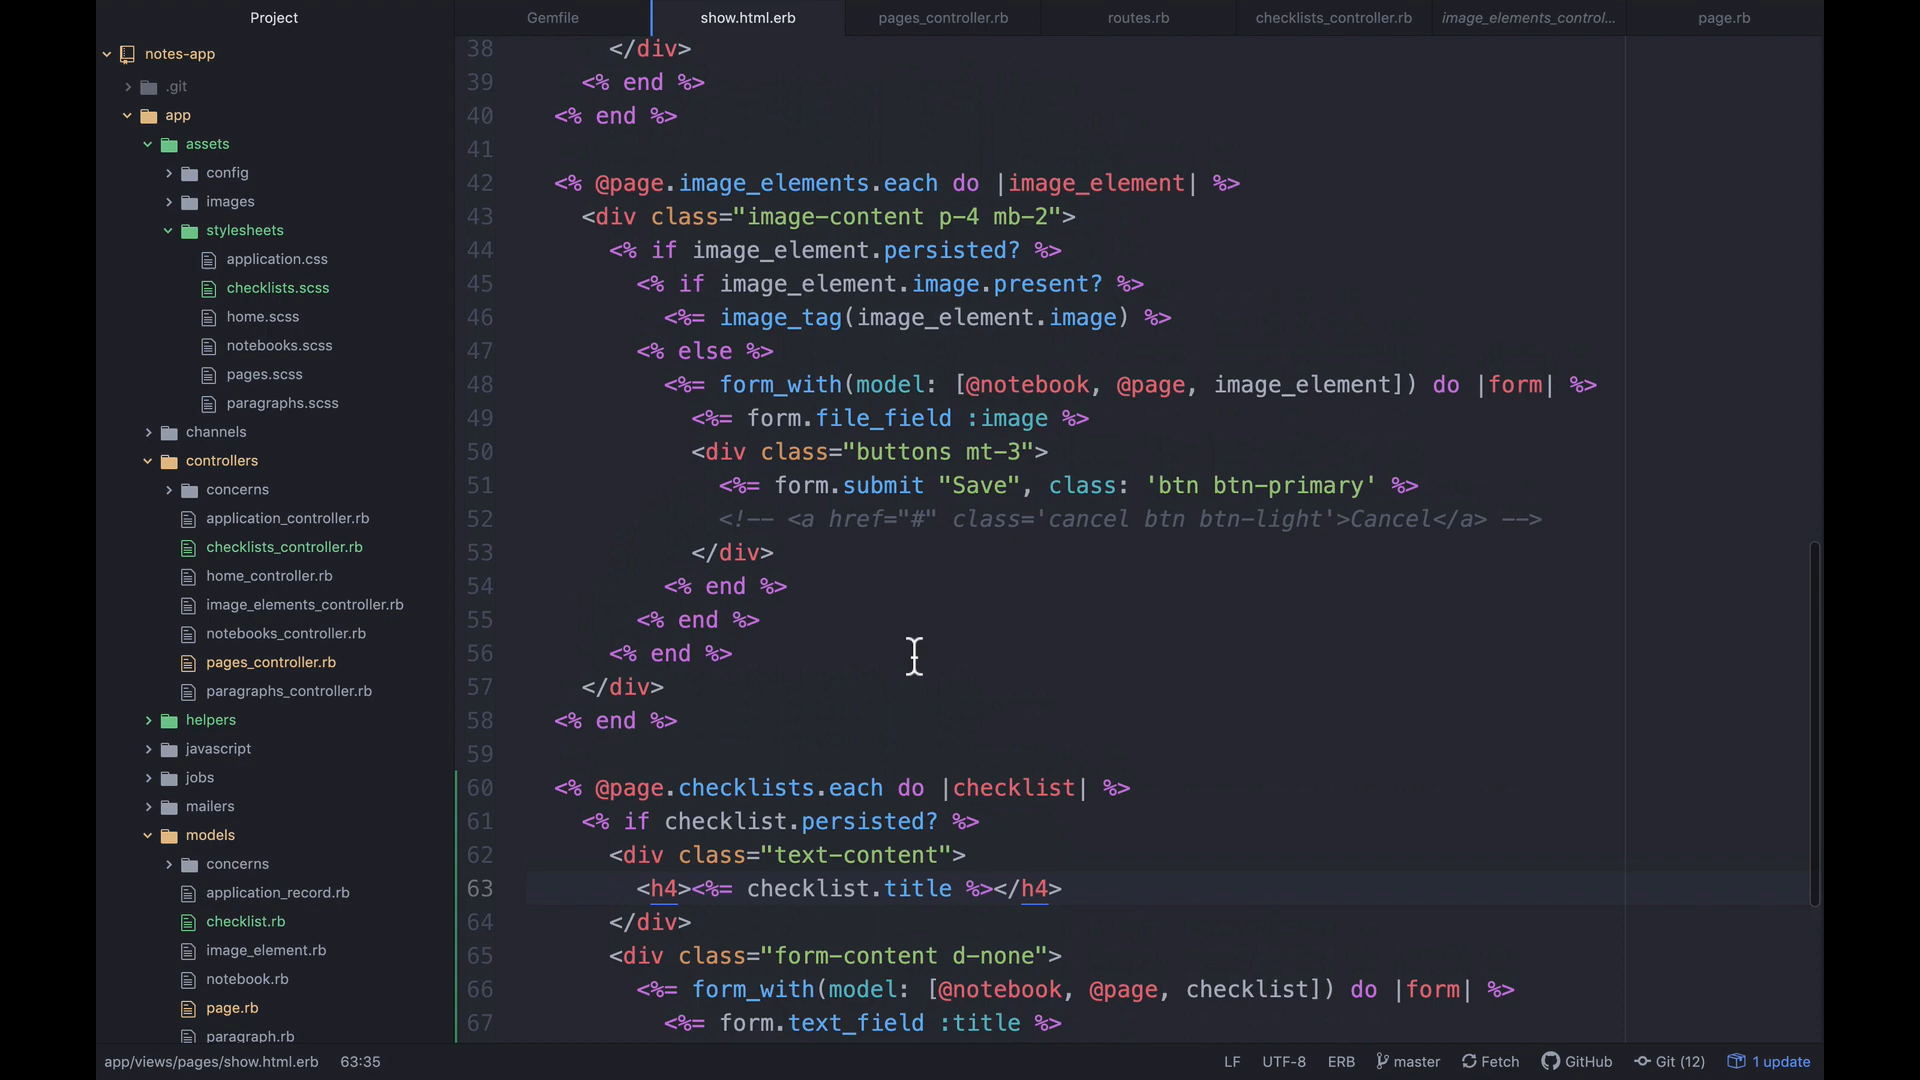 Project
Gemfile
show.html.erb
pages_controller.rb
routes.rb
checklists_controller.rb
image_elements_control...
page.rb
notes-app
.git
app
assets
config
images
stylesheets
application.css
checklists.scss
home.scss
notebooks.scss
pages.scss
paragraphs.scss
channels
controllers
concerns
application_controller.rb
checklists_controller.rb
home_controller.rb
image_elements_controller.rb
notebooks_controller.rb
pages_controller.rb
paragraphs_controller.rb
helpers
javascript
jobs
mailers
models
concerns
application_record.rb
checklist.rb
image_element.rb
notebook.rb
page.rb
paragraph.rb
38 </div>
39 <% end %>
40 <% end %>
41
42 <% @page.image_elements.each do |image_element| %>
43 <div class="image-content p-4 mb-2">
44 <% if image_element.persisted? %>
45 <% if image_element.image.present? %>
46 <%= image_tag(image_element.image) %>
47 <% else %>
48 <%= form_with(model: [@notebook, @page, image_element]) do |form| %>
49 <%= form.file_field :image %>
50 <div class="buttons mt-3">
51 <%= form.submit "Save", class: 'btn btn-primary' %>
52 <!-- <a href="#" class='cancel btn btn-light'>Cancel</a> -->
53 </div>
54 <% end %>
55 <% end %>
56 <% end %>
57 </div>
58 <% end %>
59
60 <% @page.checklists.each do |checklist| %>
61 <% if checklist.persisted? %>
62 <div class="text-content">
63 <h4><%= checklist.title %></h4>
64 </div>
65 <div class="form-content d-none">
66 <%= form_with(model: [@notebook, @page, checklist]) do |form| %>
67 <%= form.text_field :title %>
app/views/pages/show.html.erb 63:35
LF UTF-8 ERB master Fetch GitHub Git (12) 1 update